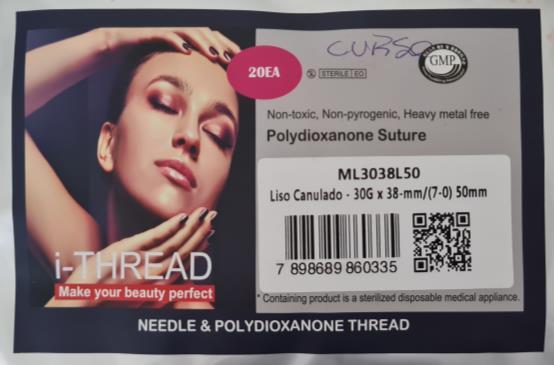 CURSO
20EA
STERILE EO
GMP
Non-toxic, Non-pyrogenic, Heavy metal free
Polydioxanone Suture
ML3038L50
Liso Canulado - 30G x 38-mm/(7-0) 50mm
7 898689 860335
i-THREAD
Make your beauty perfect
* Containing product is a sterilized disposable medical appliance.
NEEDLE & POLYDIOXANONE THREAD